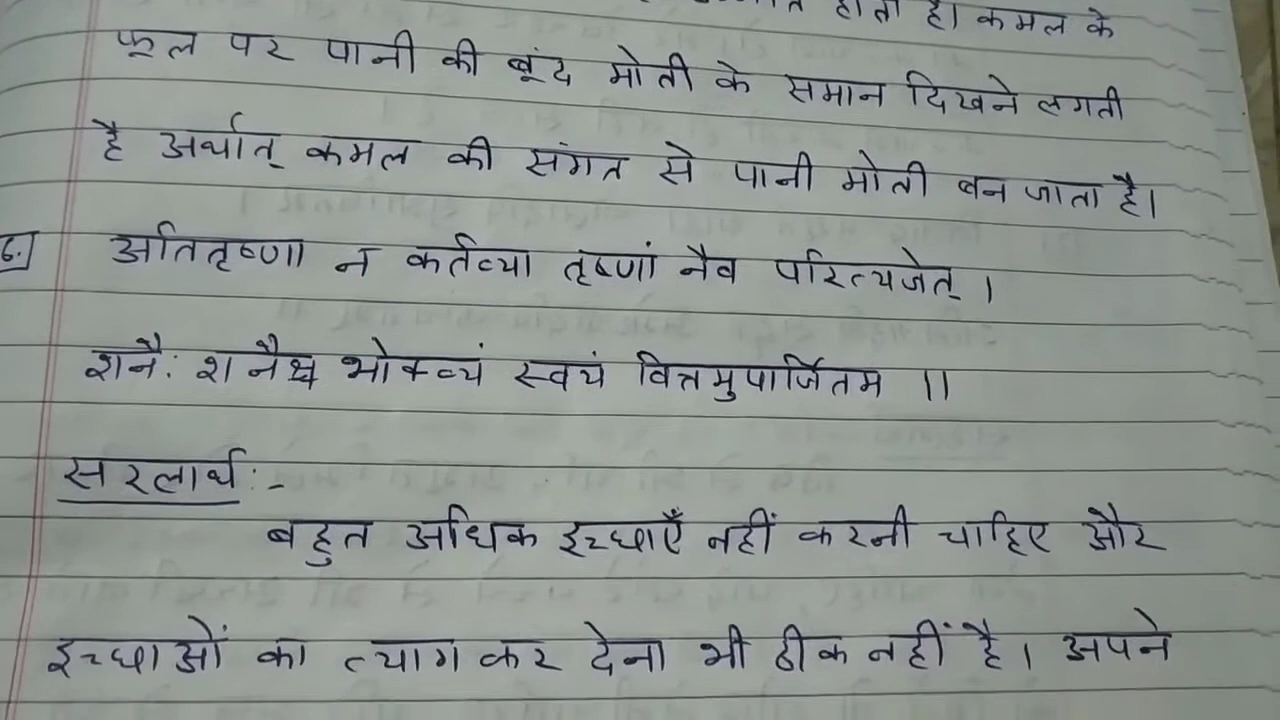 होता है। कमल के
फूल पर पानी की बूंद मोती के समान दिखने लगती
है अर्थात् कमल की संगत से पानी मोती बन जाता है।
अतितृष्णा न कर्तव्या तृष्णां नैव परित्यजेत् ।
शनैः शनैश्च भोक्तव्यं स्वयं वित्तमुपार्जितम ॥
सरलार्थ :-
बहुत अधिक इच्छाएँ नहीं करनी चाहिए और
इच्छाओं का त्याग कर देना भी ठीक नहीं है। अपने